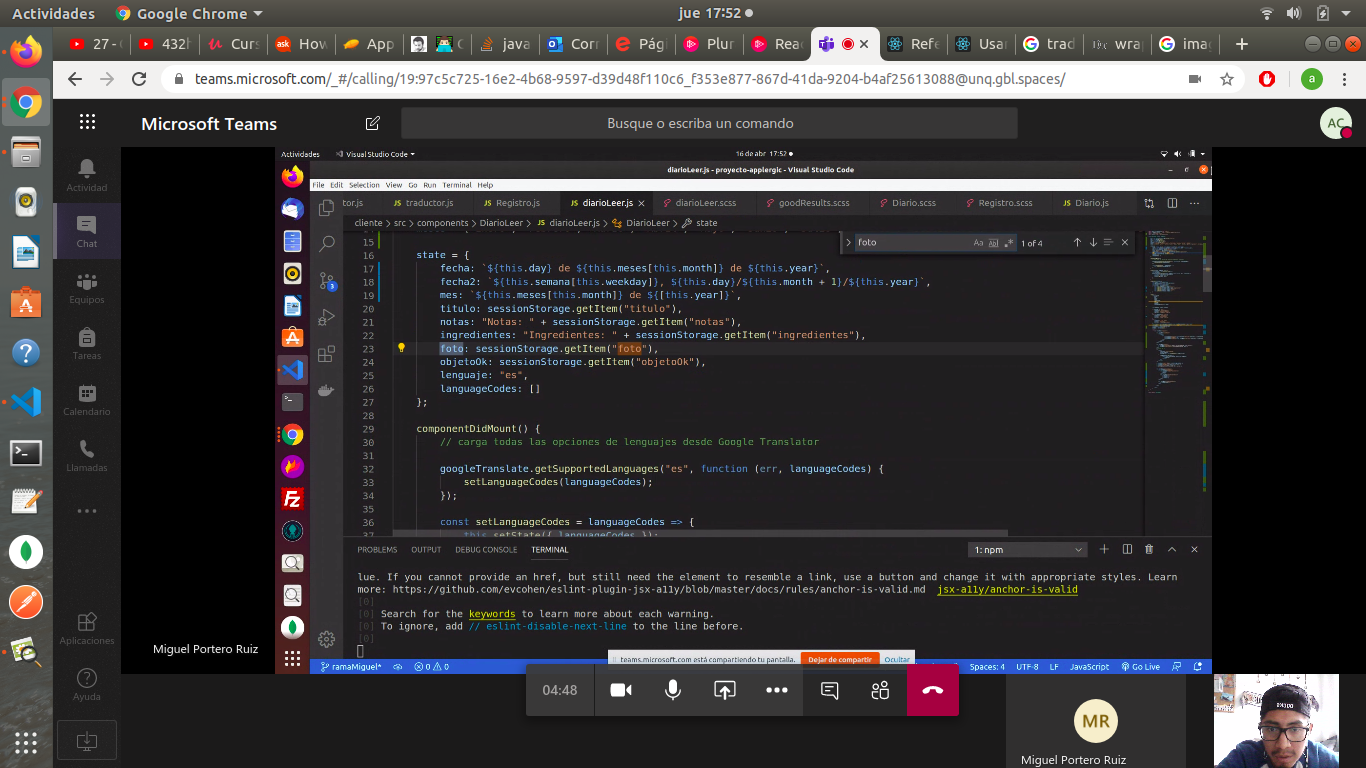 Actividades
Google Chrome
jue 17:52
27 -
432h
Curs
ask
How
App
C
java
Corr
Pági
Plur
Rea
Refe
Usar
trad
wra
imag
teams.microsoft.com/_#/calling/19:97c5c725-16e2-4b68-9597-d39d48f110c6_f353e877-867d-41da-9204-b4af25613088@unq.gbl.spaces/
a
Microsoft Teams
Busque o escriba un comando
AC
Actividad
Chat
Equipos
Tareas
Calendario
Llamadas
Aplicaciones
Ayuda
Actividades
Visual Studio Code
16 de abr 17:52
diarioLeer.js - proyecto-applergic - Visual Studio Code
File Edit Selection View Go Run Terminal Help
tor.js
JS traductor.js
JS Registro.js
JS diarioLeer.js
diarioLeer.scss
goodResults.scss
Diario.scss
Registro.scss
JS Diario.js
cliente > src > components > DiarioLeer > JS diarioLeer.js > DiarioLeer > state
foto
Aa
1 of 4
15
16 state = {
17 fecha: `${this.day} de ${this.meses[this.month]} de ${this.year}`,
18 fecha2: `${this.semana[this.weekday]}, ${this.day}/${this.month + 1}/${this.year}`,
19 mes: `${this.meses[this.month]} de ${[this.year]}`,
20 titulo: sessionStorage.getItem("titulo"),
21 notas: "Notas: " + sessionStorage.getItem("notas"),
22 ingredientes: "Ingredientes: " + sessionStorage.getItem("ingredientes"),
23 foto: sessionStorage.getItem("foto"),
24 objetoOk: sessionStorage.getItem("objetoOk"),
25 lenguaje: "es",
26 languageCodes: []
27 };
28
29 componentDidMount() {
30 // carga todas las opciones de lenguajes desde Google Translator
31
32 googleTranslate.getSupportedLanguages("es", function (err, languageCodes) {
33 setLanguageCodes(languageCodes);
34 });
35
36 const setLanguageCodes = languageCodes => {
37 this.setState({ languageCodes });
3
PROBLEMS OUTPUT DEBUG CONSOLE TERMINAL
1: npm
lue. If you cannot provide an href, but still need the element to resemble a link, use a button and change it with appropriate styles. Learn
more: https://github.com/evcohen/eslint-plugin-jsx-a11y/blob/master/docs/rules/anchor-is-valid.md jsx-a11y/anchor-is-valid
[0]
[0] Search for the keywords to learn more about each warning.
[0] To ignore, add // eslint-disable-next-line to the line before.
[0]
ramaMiguel*
0 0
Spaces: 4 UTF-8 LF JavaScript Go Live
teams.microsoft.com está compartiendo tu pantalla.
Dejar de compartir
Ocultar
Miguel Portero Ruiz
04:48
MR
Miguel Portero Ruiz